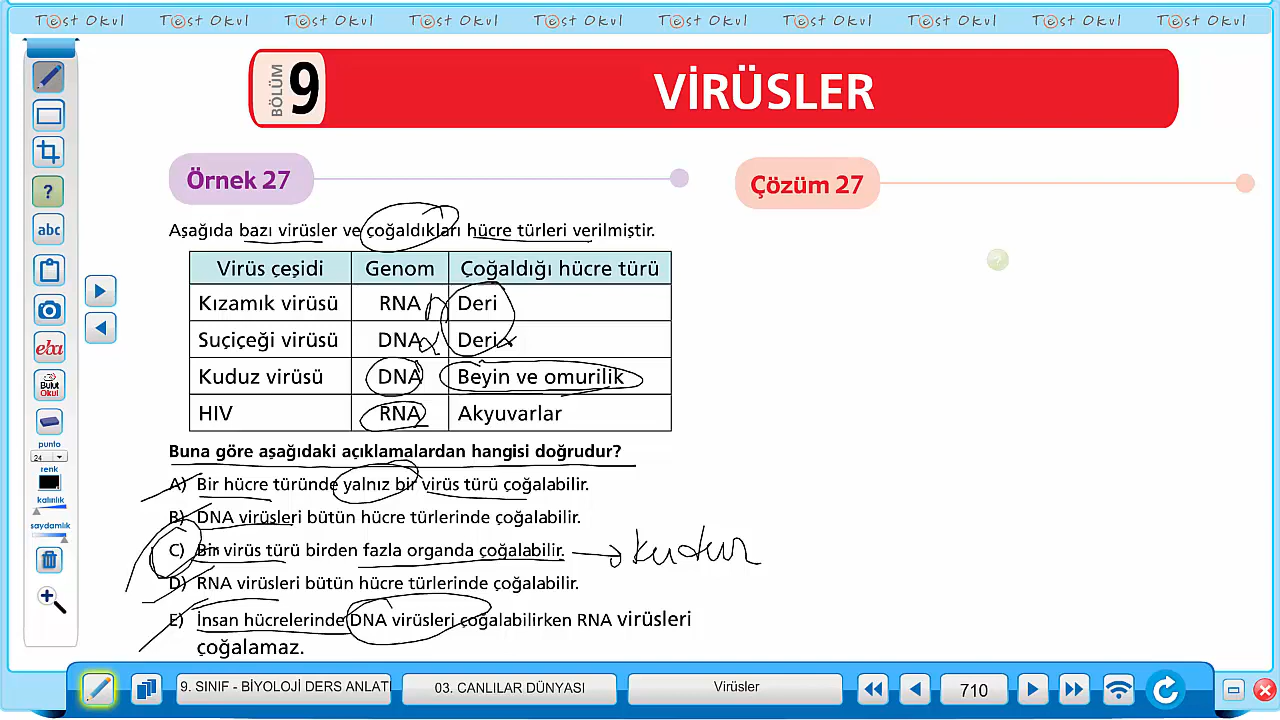 Test Okul Test Okul Test Okul Test Okul Test Okul Test Okul Test Okul Test Okul Test Okul Test Okul
BÖLÜM 9 VİRÜSLER
Örnek 27
Çözüm 27
Aşağıda bazı virüsler ve çoğaldıkları hücre türleri verilmiştir.
Virüs çeşidi Genom Çoğaldığı hücre türü
Kızamık virüsü RNA Deri
Suçiçeği virüsü DNA Deri
Kuduz virüsü DNA Beyin ve omurilik
HIV RNA Akyuvarlar
Buna göre aşağıdaki açıklamalardan hangisi doğrudur?
A) Bir hücre türünde yalnız bir virüs türü çoğalabilir.
B) DNA virüsleri bütün hücre türlerinde çoğalabilir.
C) Bir virüs türü birden fazla organda çoğalabilir. kuduz
D) RNA virüsleri bütün hücre türlerinde çoğalabilir.
E) İnsan hücrelerinde DNA virüsleri çoğalabilirken RNA virüsleri
çoğalamaz.
?
?
abc
eba
Bulut
Okul
punto
24
renk
kalınlık
saydamlık
9. SINIF - BİYOLOJİ DERS ANLATI 03. CANLILAR DÜNYASI Virüsler 710